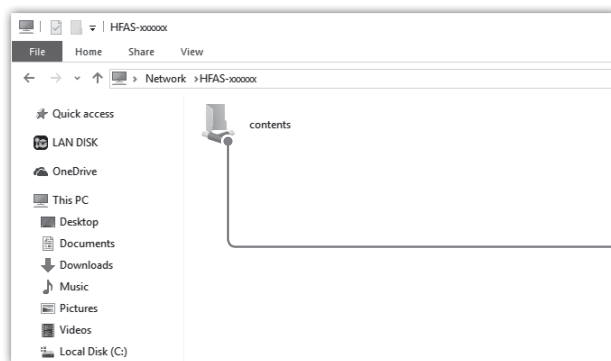 HFAS-xxxxxx
File Home Share View
Network >HFAS-xxxxxx
Quick access
contents
LAN DISK
OneDrive
This PC
Desktop
Documents
Downloads
Music
Pictures
Videos
Local Disk (C:)